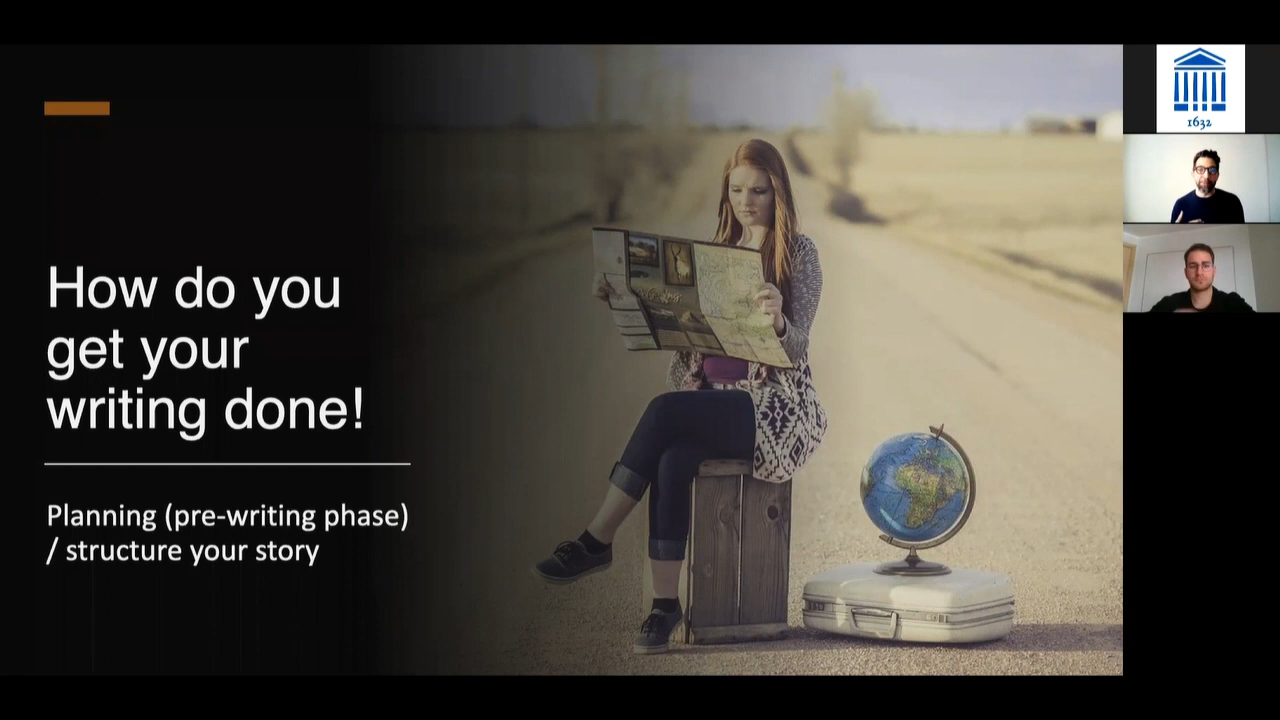 How do you
get your
writing done!
Planning (pre-writing phase)
/ structure your story
1632